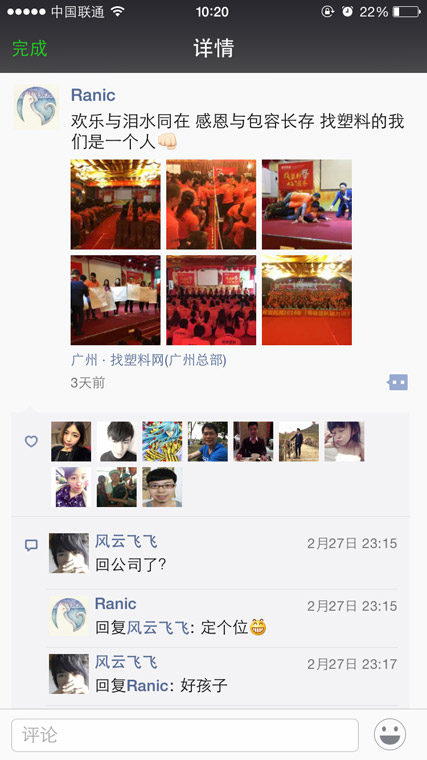 中国联通 10:20 22%
完成 详情
Ranic
欢乐与泪水同在 感恩与包容长存 找塑料的我
们是一个人👊
广州 · 找塑料网(广州总部)
3天前
风云飞飞 2月27日 23:15
回公司了?
Ranic 2月27日 23:15
回复风云飞飞: 定个位😁
风云飞飞 2月27日 23:17
回复Ranic: 好孩子
评论